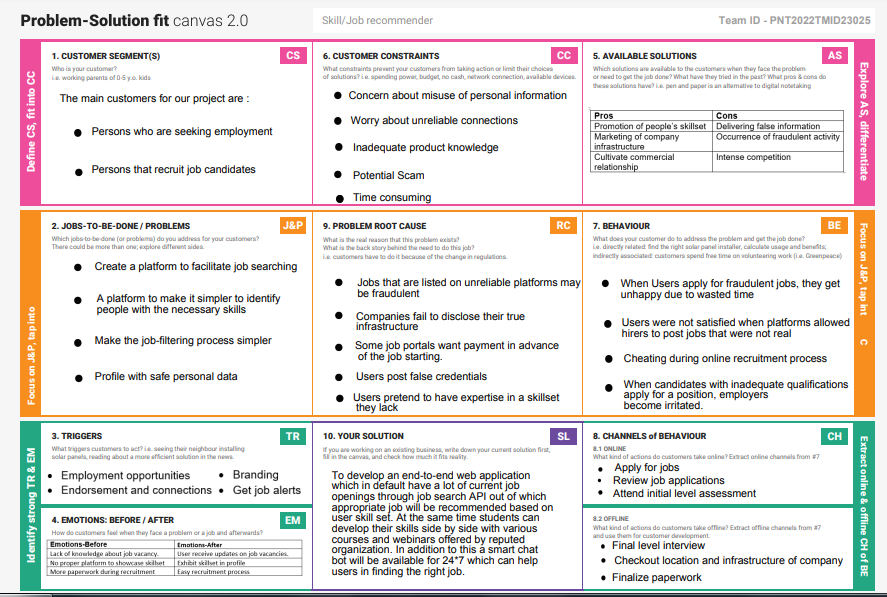 Problem-Solution fit canvas 2.0
Skill/Job recommender
Team ID - PNT2022TMID23025
Define CS, fit into CC
1. CUSTOMER SEGMENT(S)
CS
Who is your customer?
i.e. working parents of 0-5 y.o. kids
The main customers for our project are :
Persons who are seeking employment
Persons that recruit job candidates
6. CUSTOMER CONSTRAINTS
CC
What constraints prevent your customers from taking action or limit their choices
of solutions? i.e. spending power, budget, no cash, network connection, available devices.
Concern about misuse of personal information
Worry about unreliable connections
Inadequate product knowledge
Potential Scam
Time consuming
5. AVAILABLE SOLUTIONS
AS
Which solutions are available to the customers when they face the problem
or need to get the job done? What have they tried in the past? What pros & cons do
these solutions have? i.e. pen and paper is an alternative to digital notetaking
Pros Cons
Promotion of people's skillset Delivering false information
Marketing of company infrastructure Occurrence of fraudulent activity
Cultivate commercial relationship Intense competition
Explore AS, differentiate
Focus on J&P, tap into
2. JOBS-TO-BE-DONE / PROBLEMS
J&P
Which jobs-to-be-done (or problems) do you address for your customers?
There could be more than one; explore different sides.
Create a platform to facilitate job searching
A platform to make it simpler to identify
people with the necessary skills
Make the job-filtering process simpler
Profile with safe personal data
9. PROBLEM ROOT CAUSE
RC
What is the real reason that this problem exists?
What is the back story behind the need to do this job?
i.e. customers have to do it because of the change in regulations.
Jobs that are listed on unreliable platforms may
be fraudulent
Companies fail to disclose their true
infrastructure
Some job portals want payment in advance
of the job starting.
Users post false credentials
Users pretend to have expertise in a skillset
they lack
7. BEHAVIOUR
BE
What does your customer do to address the problem and get the job done?
i.e. directly related: find the right solar panel installer, calculate usage and benefits;
indirectly associated: customers spend free time on volunteering work (i.e. Greenpeace)
When Users apply for fraudulent jobs, they get
unhappy due to wasted time
Users were not satisfied when platforms allowed
hirers to post jobs that were not real
Cheating during online recruitment process
When candidates with inadequate qualifications
apply for a position, employers
become irritated.
Focus on J&P, tap int
C
Identify strong TR & EM
3. TRIGGERS
TR
What triggers customers to act? i.e. seeing their neighbour installing
solar panels, reading about a more efficient solution in the news.
Employment opportunities
Branding
Endorsement and connections
Get job alerts
4. EMOTIONS: BEFORE / AFTER
EM
How do customers feel when they face a problem or a job and afterwards?
Emotions-Before Emotions-After
Lack of knowledge about job vacancy. User receive updates on job vacancies.
No proper platform to showcase skillset Exhibit skillset in profile
More paperwork during recruitment Easy recruitment process
10. YOUR SOLUTION
SL
If you are working on an existing business, write down your current solution first,
fill in the canvas, and check how much it fits reality.
To develop an end-to-end web application
which in default have a lot of current job
openings through job search API out of which
appropriate job will be recommended based on
user skill set. At the same time students can
develop their skills side by side with various
courses and webinars offered by reputed
organization. In addition to this a smart chat
bot will be available for 24*7 which can help
users in finding the right job.
8. CHANNELS of BEHAVIOUR
CH
8.1 ONLINE
What kind of actions do customers take online? Extract online channels from #7
Apply for jobs
Review job applications
Attend initial level assessment
8.2 OFFLINE
What kind of actions do customers take offline? Extract offline channels from #7
and use them for customer development.
Final level interview
Checkout location and infrastructure of company
Finalize paperwork
Extract online & offline CH of BE